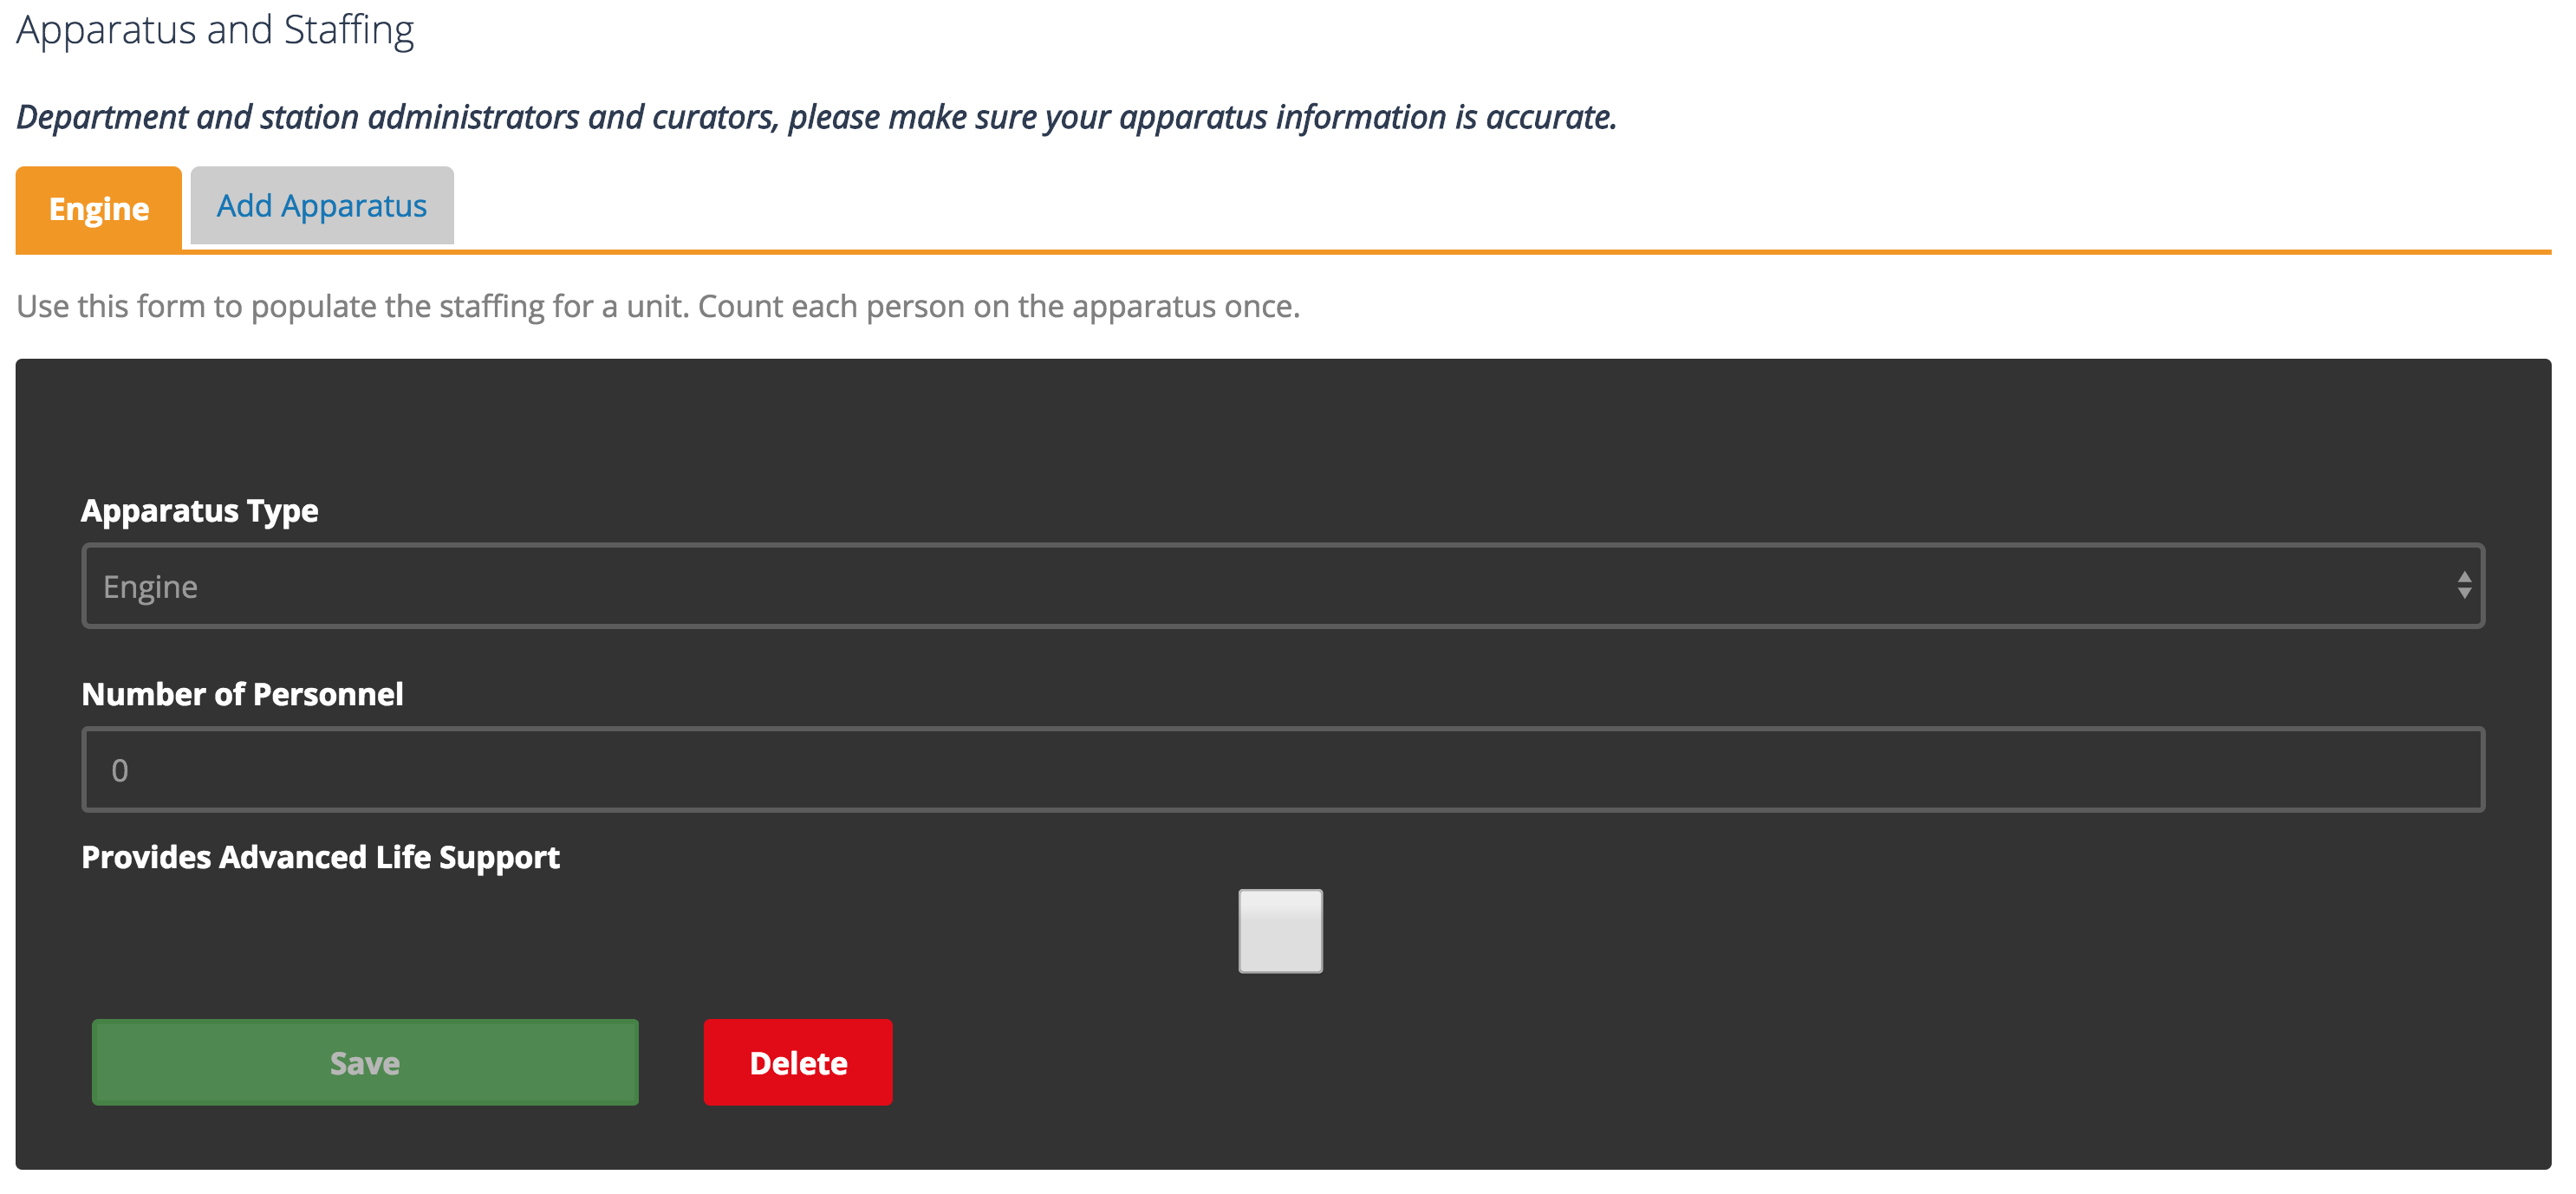 Apparatus and Staffing
Department and station administrators and curators, please make sure your apparatus information is accurate.
Engine
Add Apparatus
Use this form to populate the staffing for a unit. Count each person on the apparatus once.
Apparatus Type
Engine
Number of Personnel
0
Provides Advanced Life Support
Save
Delete